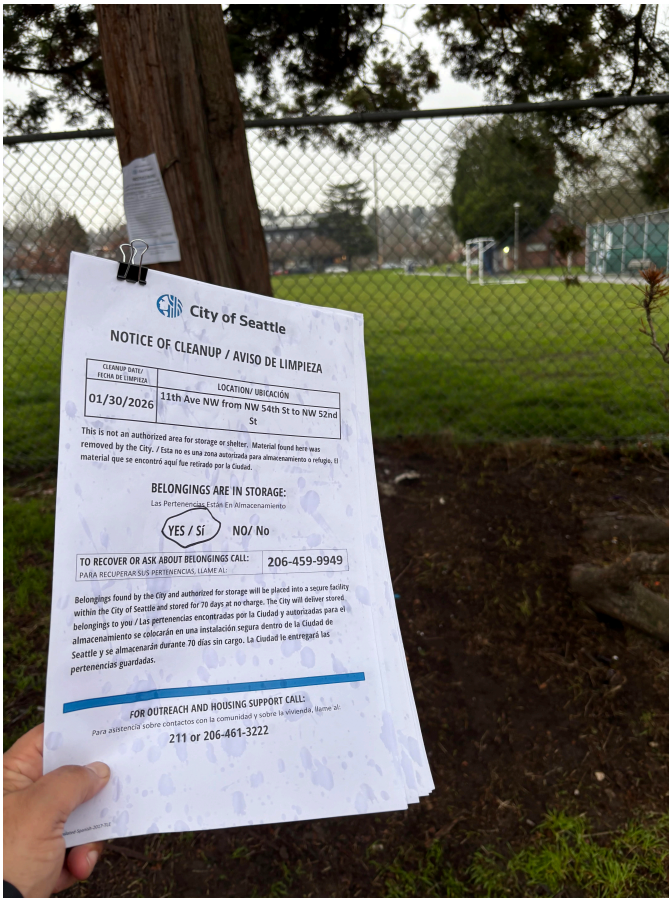 City of Seattle
NOTICE OF CLEANUP / AVISO DE LIMPIEZA
CLEANUP DATE/
FECHA DE LIMPIEZA
LOCATION/ UBICACIÓN
01/30/2026
11th Ave NW from NW 54th St to NW 52nd
St
This is not an authorized area for storage or shelter. Material found here was
removed by the City. / Esta no es una zona autorizada para almacenamiento o refugio, El
material que se encontró aquí fue retirado por la Ciudad.
BELONGINGS ARE IN STORAGE:
Las Pertenencias Están En Almacenamiento
YES / Sí NO/ No
TO RECOVER OR ASK ABOUT BELONGINGS CALL:
PARA RECUPERAR SUS PERTENENCIAS, LLAME AL:
206-459-9949
Belongings found by the City and authorized for storage will be placed into a secure facility
within the City of Seattle and stored for 70 days at no charge. The City will deliver stored
belongings to you / Las pertenencias encontradas por la Ciudad y autorizadas para el
almacenamiento se colocarán en una instalación segura dentro de la Ciudad de
Seattle y se almacenarán durante 70 días sin cargo. La Ciudad le entregará las
pertenencias guardadas.
FOR OUTREACH AND HOUSING SUPPORT CALL:
Para asistencia sobre contactos con la comunidad y sobre la vivienda, llame al:
211 or 206-461-3222